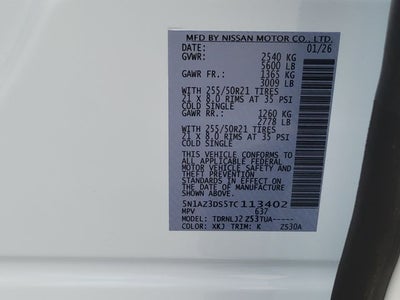 MFD BY NISSAN MOTOR CO., LTD.
DATE: 01/26
GVWR: 2540 KG
5600 LB
GAWR FR.: 1365 KG
3009 LB
WITH 255/50R21 TIRES
21 X 8.0 RIMS AT 35 PSI
COLD SINGLE
GAWR RR.: 1260 KG
2778 LB
WITH 255/50R21 TIRES
21 X 8.0 RIMS AT 35 PSI
COLD SINGLE
THIS VEHICLE CONFORMS TO
ALL APPLICABLE FEDERAL
MOTOR VEHICLE SAFETY AND
THEFT PREVENTION
STANDARDS IN EFFECT
ON THE DATE OF
MANUFACTURE SHOWN ABOVE.
5N1AZ3DS5TC113402
MPV 637
MODEL: TDRNLJ2 Z53TUA-----
COLOR: XKJ TRIM: K Z530A